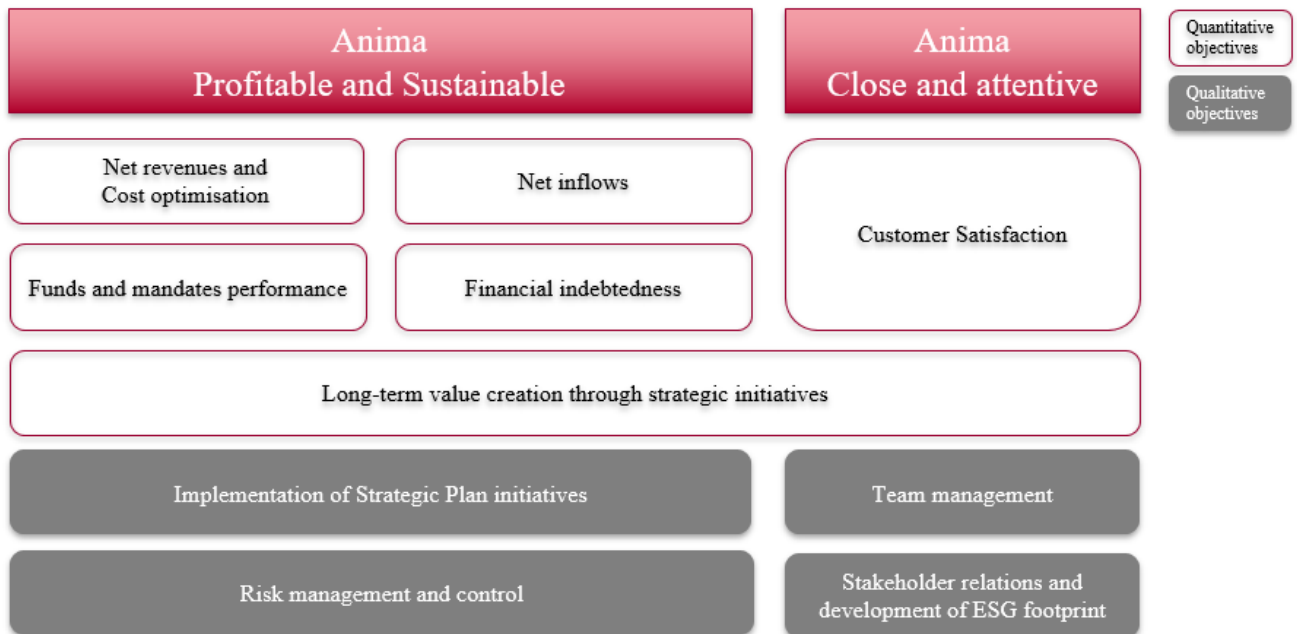 Anima
Profitable and Sustainable
Anima
Close and attentive
Quantitative
objectives
Qualitative
objectives
Net revenues and
Cost optimisation
Net inflows
Customer Satisfaction
Funds and mandates performance
Financial indebtedness
Long-term value creation through strategic initiatives
Implementation of Strategic Plan initiatives
Team management
Risk management and control
Stakeholder relations and
development of ESG footprint